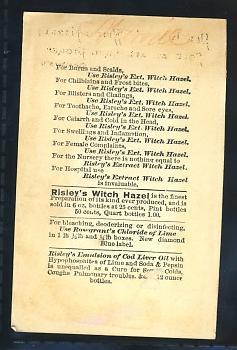 For Burns and Scalds,
Use Risley's Ext. Witch Hazel.
For Chilblains and Frost bites,
Use Risley's Ext. Witch Hazel.
For Blisters and Chafings,
Use Risley's Ext. Witch Hazel.
For Toothache, Earache and Sore eyes,
Use Risley's Ext. Witch Hazel.
For Catarrh and Cold in the Head,
Use Risley's Ext. Witch Hazel.
For Swellings and Inflamation,
Use Risley's Ext. Witch Hazel.
For Female Complaints,
Use Risley's Ext. Witch Hazel.
For the Nursery there is nothing equal to
Risley's Extract Witch Hazel.
For Hospital use
Risley's Extract Witch Hazel
is invaluable.
Risley's Witch Hazel is the finest
Preparation of its kind ever produced, and is
sold in 6 oz. bottles at 25 cents, Pint bottles
50 cents, Quart bottles 1.00.
For bleaching, deodorizing or disinfecting,
Use Chloride of Lime
in 1 lb ½lb & ¼lb boxes. New diamond
Blue label.
Risley's Emulsion of Cod Liver Oil with
Hypophosphites of Lime and Soda & Pepsin
is unequalled as a Cure for Colds,
Coughs Pulmonary troubles. ounce
bottles.